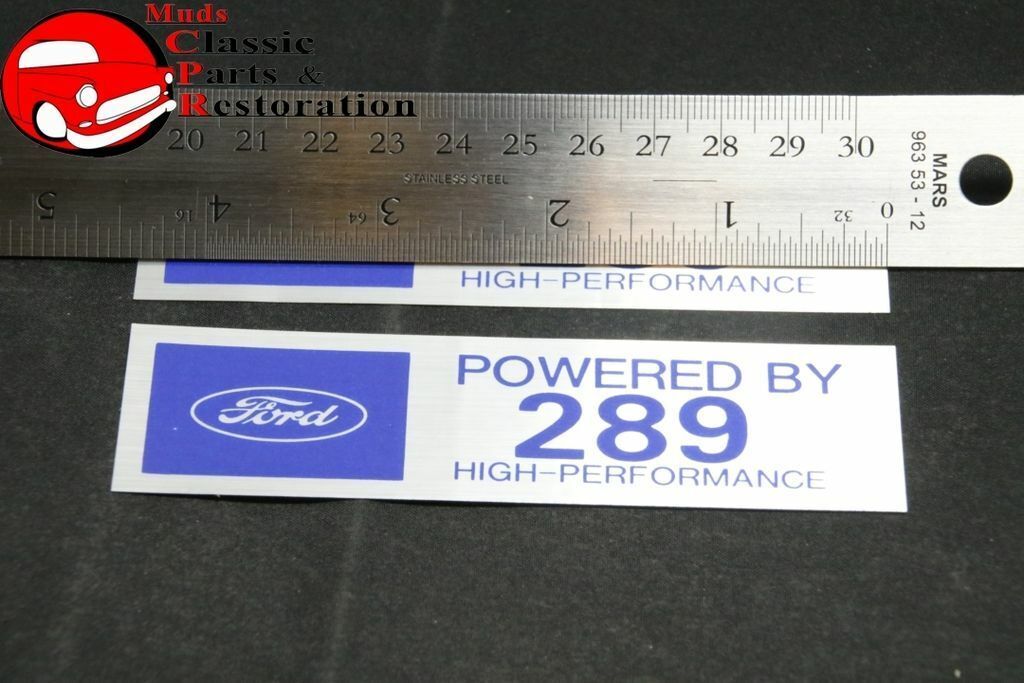 Muds
Classic
Parts &
Restoration
20 21 22 23 24 25 26 27 28 29 30
STAINLESS STEEL
MARS
963 53 - 12
5 16 4 64 3 2 1 32 0
HIGH-PERFORMANCE
Ford
POWERED BY
289
HIGH-PERFORMANCE